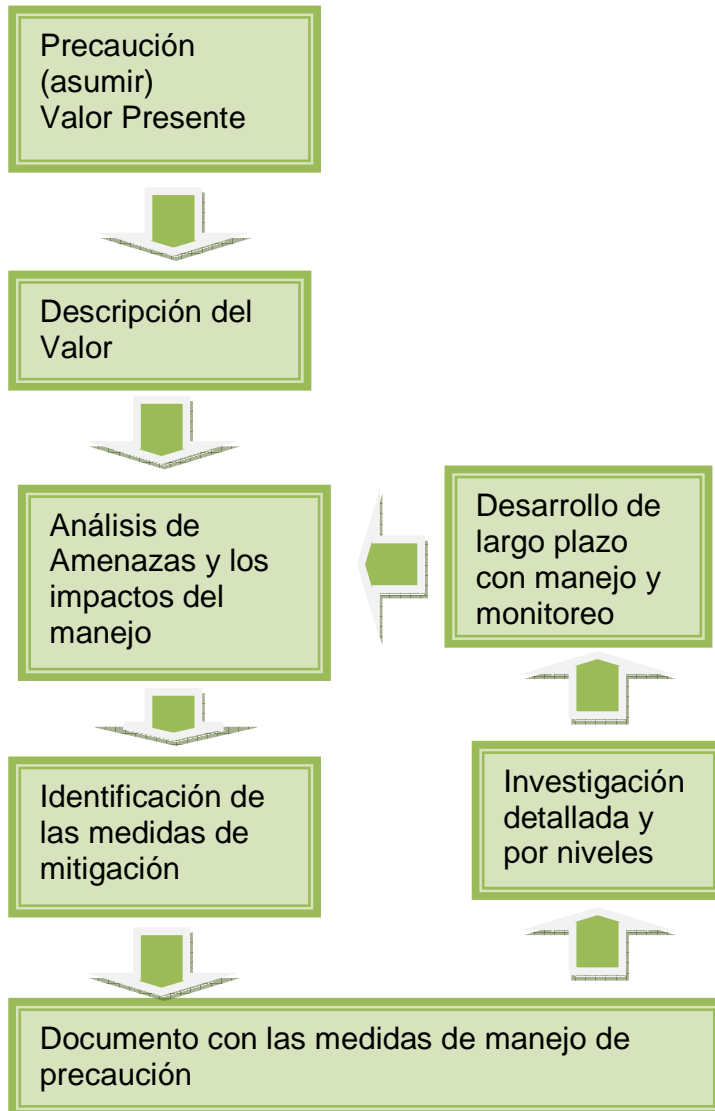 Precaución
(asumir)
Valor Presente
Descripción del
Valor
Análisis de
Amenazas y los
impactos del
manejo
Desarrollo de
largo plazo
con manejo y
monitoreo
Identificación de
las medidas de
mitigación
Investigación
detallada y
por niveles
Documento con las medidas de manejo de
precaución